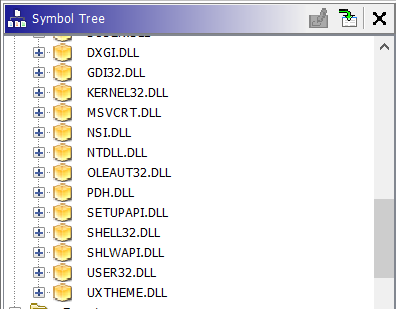 Symbol Tree
DXGI.DLL
GDI32.DLL
KERNEL32.DLL
MSVCRT.DLL
NSI.DLL
NTDLL.DLL
OLEAUT32.DLL
PDH.DLL
SETUPAPI.DLL
SHELL32.DLL
SHLWAPI.DLL
USER32.DLL
UXTHEME.DLL